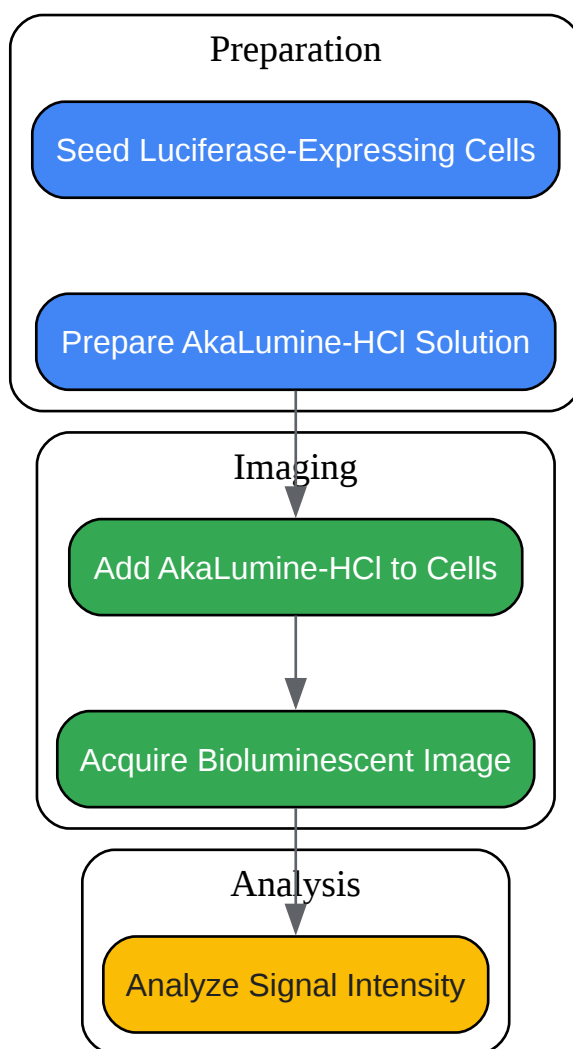 Preparation
Seed Luciferase-Expressing Cells
Prepare AkaLumine-HCl Solution
Imaging
Add AkaLumine-HCl to Cells
Acquire Bioluminescent Image
Analysis
Analyze Signal Intensity